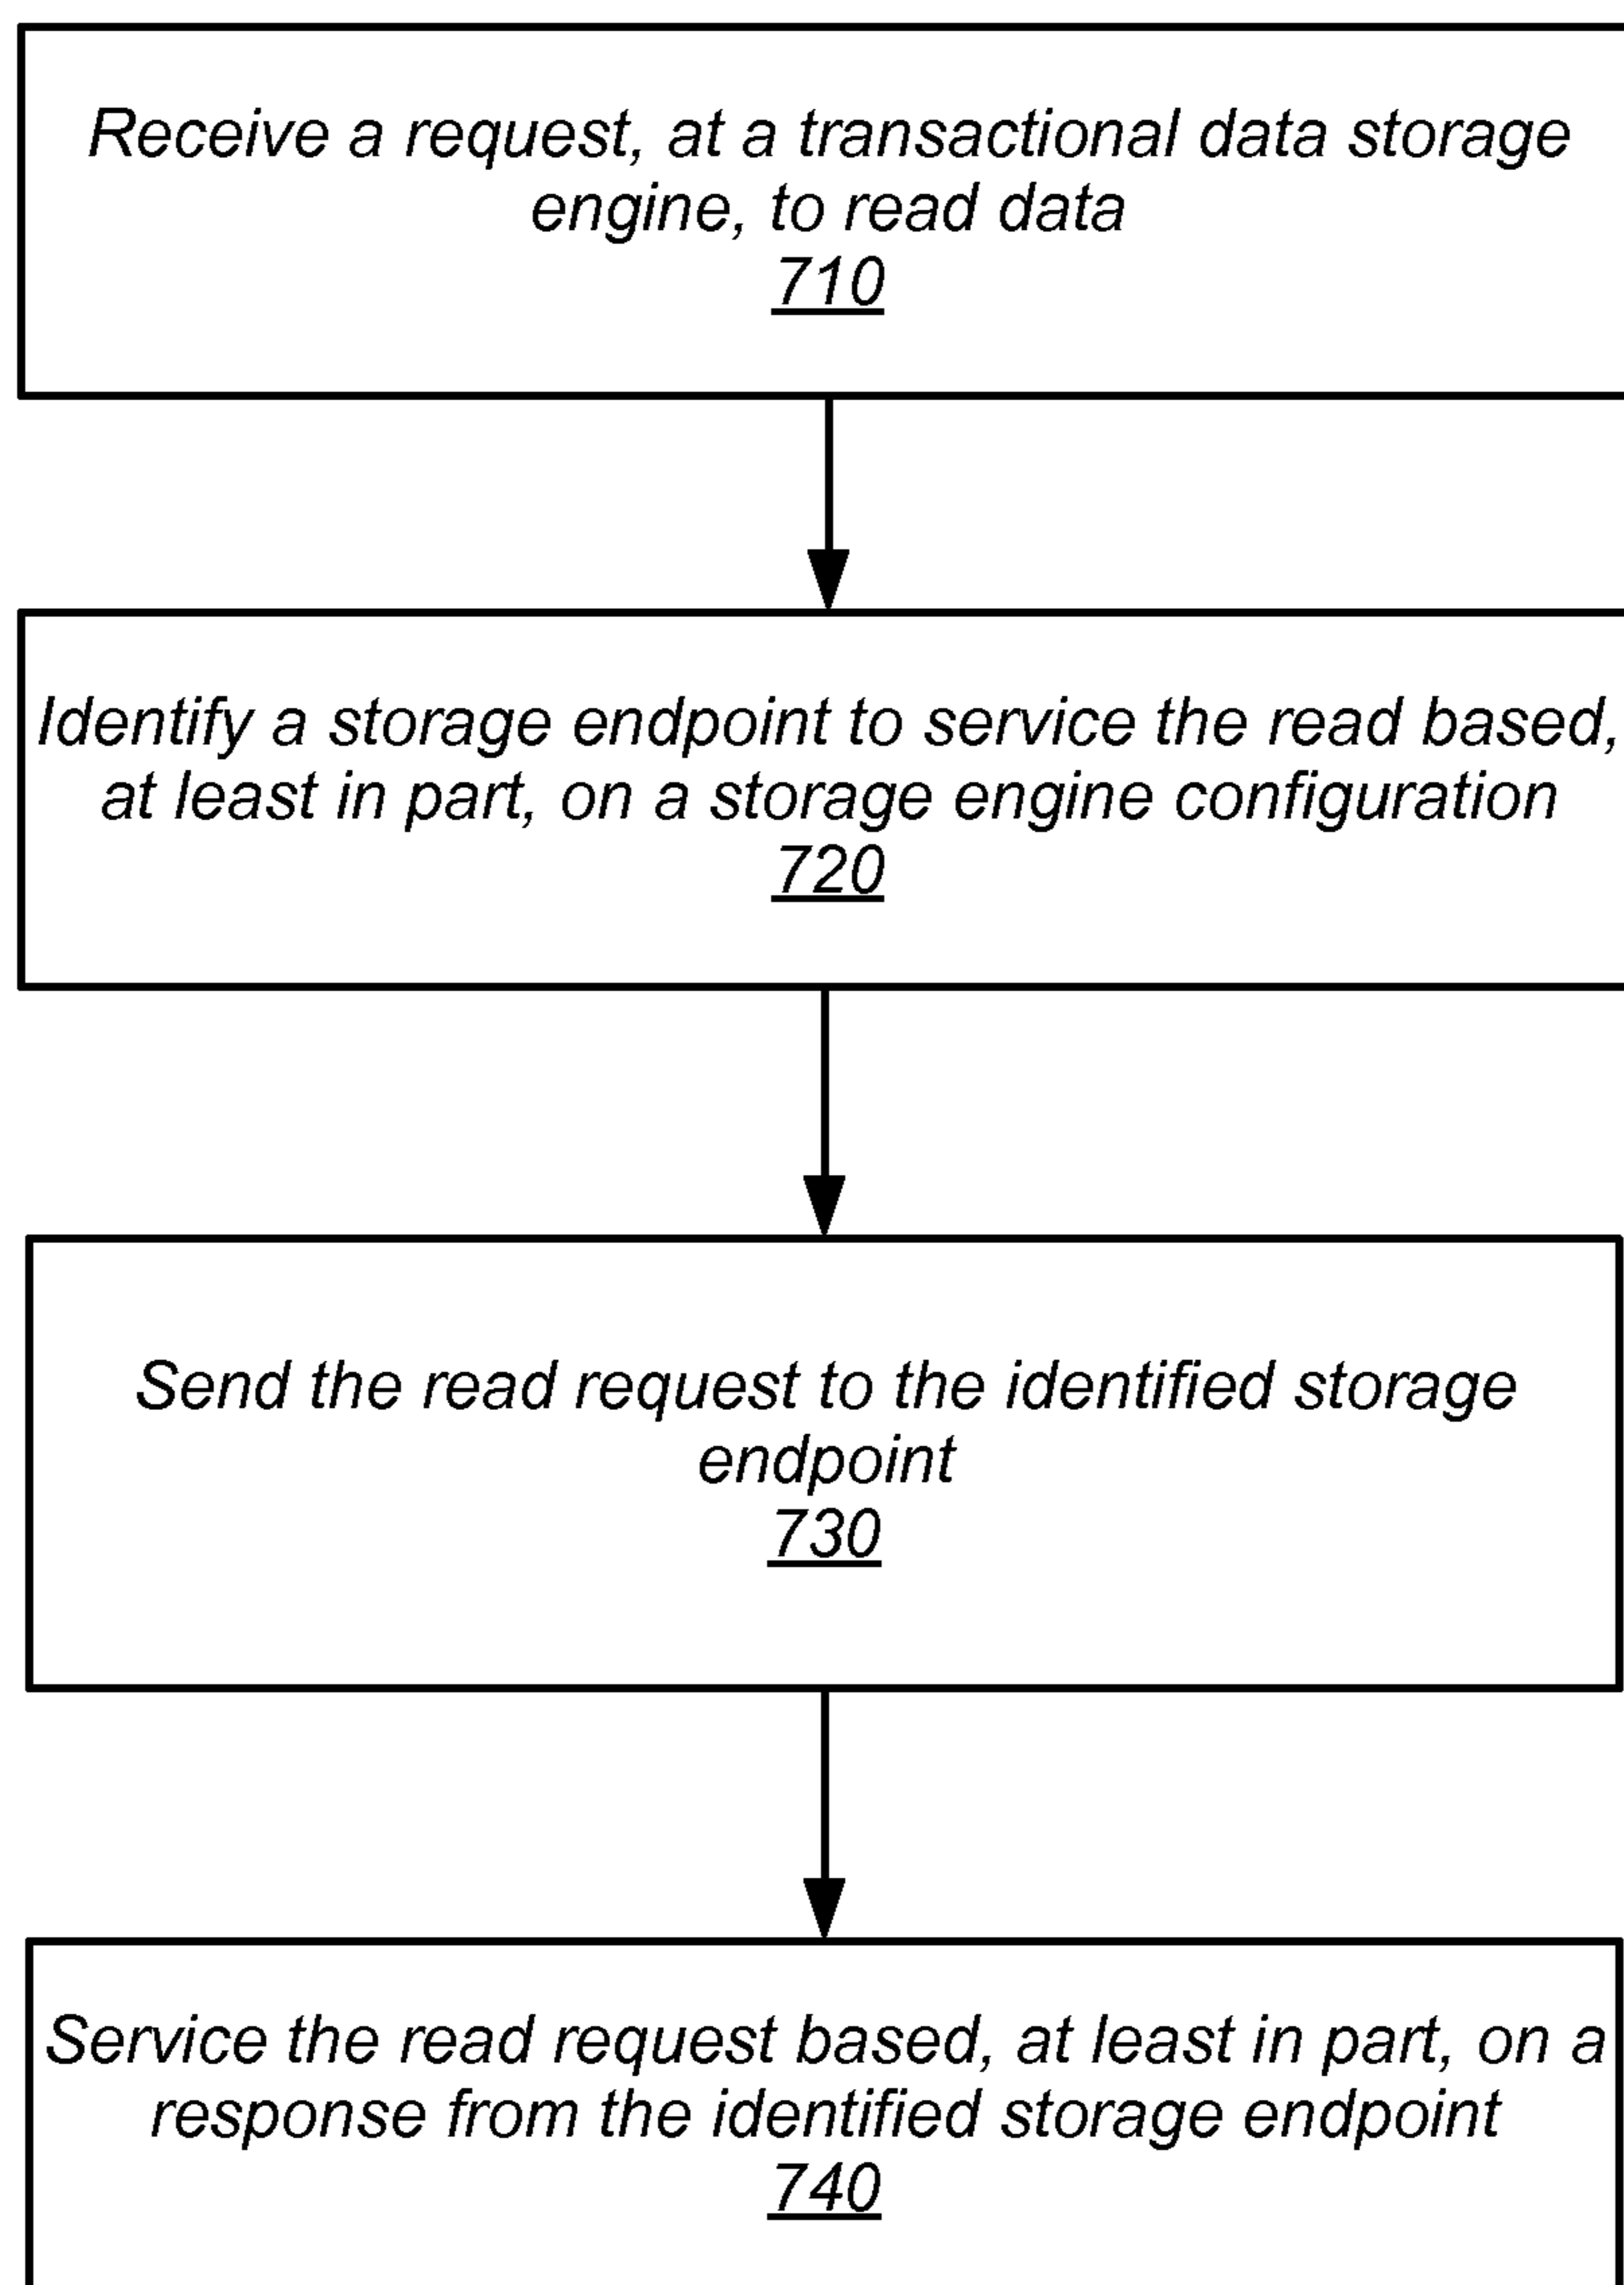 Receive a request, at a transactional data storage
engine, to read data
710
Identify a storage endpoint to service the read based,
at least in part, on a storage engine configuration
720
Send the read request to the identified storage
endpoint
730
Service the read request based, at least in part, on a
response from the identified storage endpoint
740